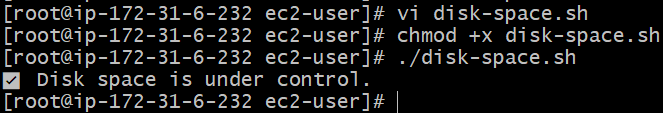 [root@ip-172-31-6-232 ec2-user]# vi disk-space.sh
[root@ip-172-31-6-232 ec2-user]# chmod +x disk-space.sh
[root@ip-172-31-6-232 ec2-user]# ./disk-space.sh
✅ Disk space is under control.
[root@ip-172-31-6-232 ec2-user]#